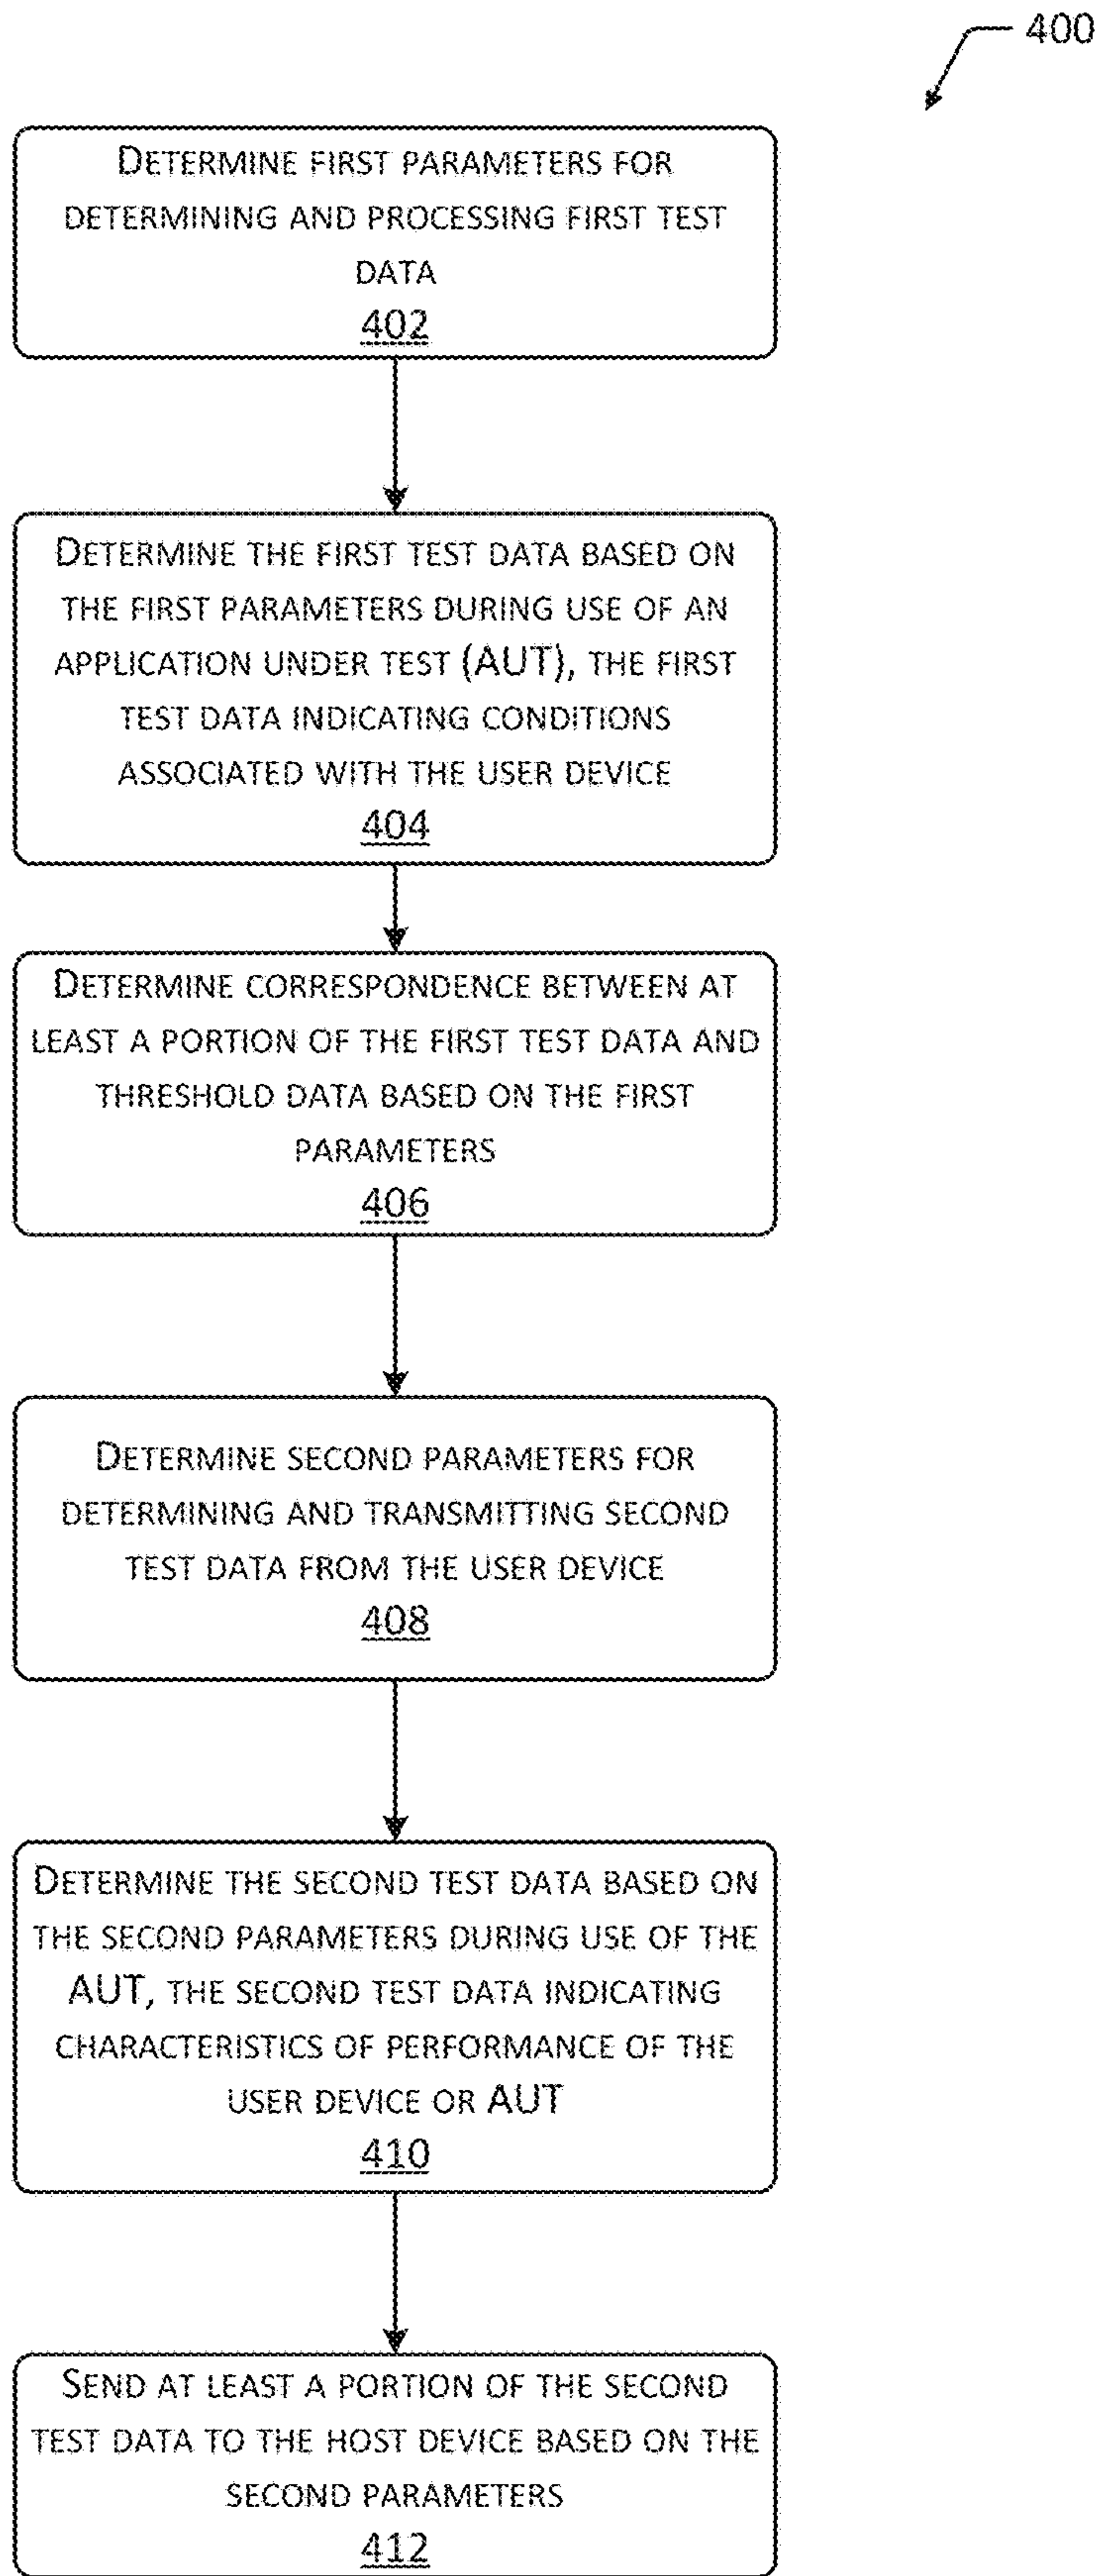 400
DETERMINE FIRST PARAMETERS FOR
DETERMINING AND PROCESSING FIRST TEST
DATA
402
DETERMINE THE FIRST TEST DATA BASED ON
THE FIRST PARAMETERS DURING USE OF AN
APPLICATION UNDER TEST (AUT), THE FIRST
TEST DATA INDICATING CONDITIONS
ASSOCIATED WITH THE USER DEVICE
404
DETERMINE CORRESPONDENCE BETWEEN AT
LEAST A PORTION OF THE FIRST TEST DATA AND
THRESHOLD DATA BASED ON THE FIRST
PARAMETERS
406
DETERMINE SECOND PARAMETERS FOR
DETERMINING AND TRANSMITTING SECOND
TEST DATA FROM THE USER DEVICE
408
DETERMINE THE SECOND TEST DATA BASED ON
THE SECOND PARAMETERS DURING USE OF THE
AUT, THE SECOND TEST DATA INDICATING
CHARACTERISTICS OF PERFORMANCE OF THE
USER DEVICE OR AUT
410
SEND AT LEAST A PORTION OF THE SECOND
TEST DATA TO THE HOST DEVICE BASED ON THE
SECOND PARAMETERS
412